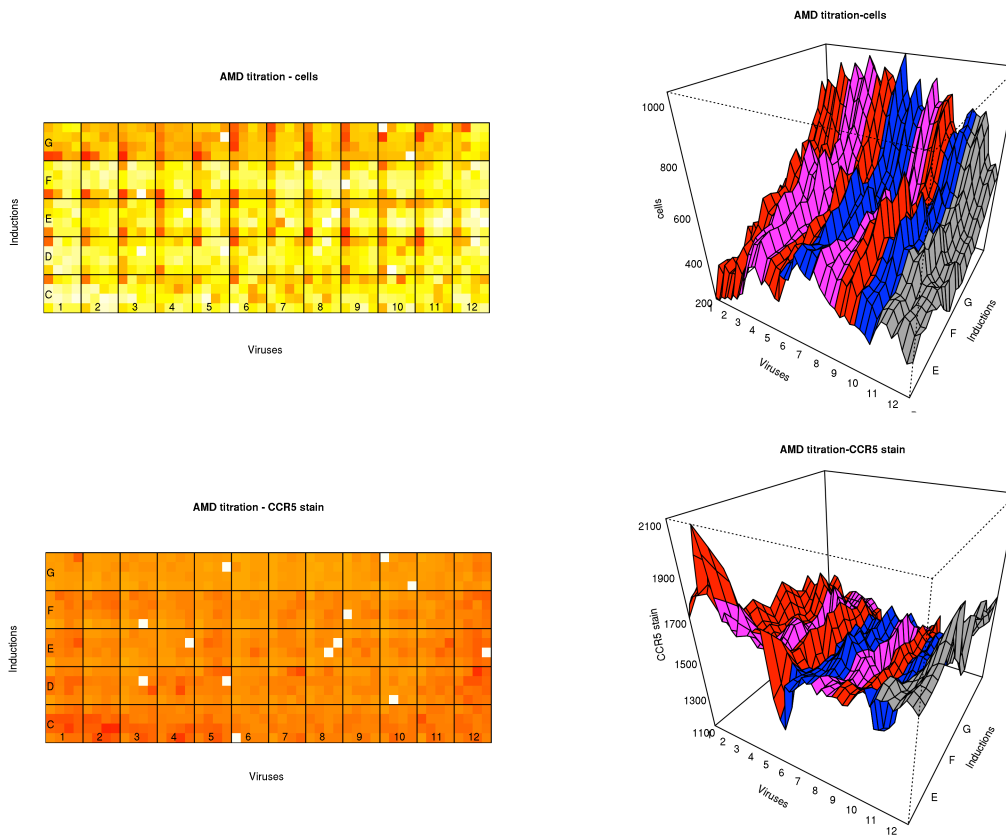 AMD titration - cells
G
F
E
D
C
1 2 3 4 5 6 7 8 9 10 11 12
Inductions
Viruses
AMD titration-cells
1000
800
600
400
200
cells
1 2 3 4 5 6 7 8 9 10 11 12
Viruses
E F G
Inductions
AMD titration - CCR5 stain
G
F
E
D
C
1 2 3 4 5 6 7 8 9 10 11 12
Inductions
Viruses
AMD titration-CCR5 stain
2100
1900
1700
1500
1300
1100
CCR5 stain
2 3 4 5 6 7 8 9 10 11 12
Viruses
E F G
Inductions